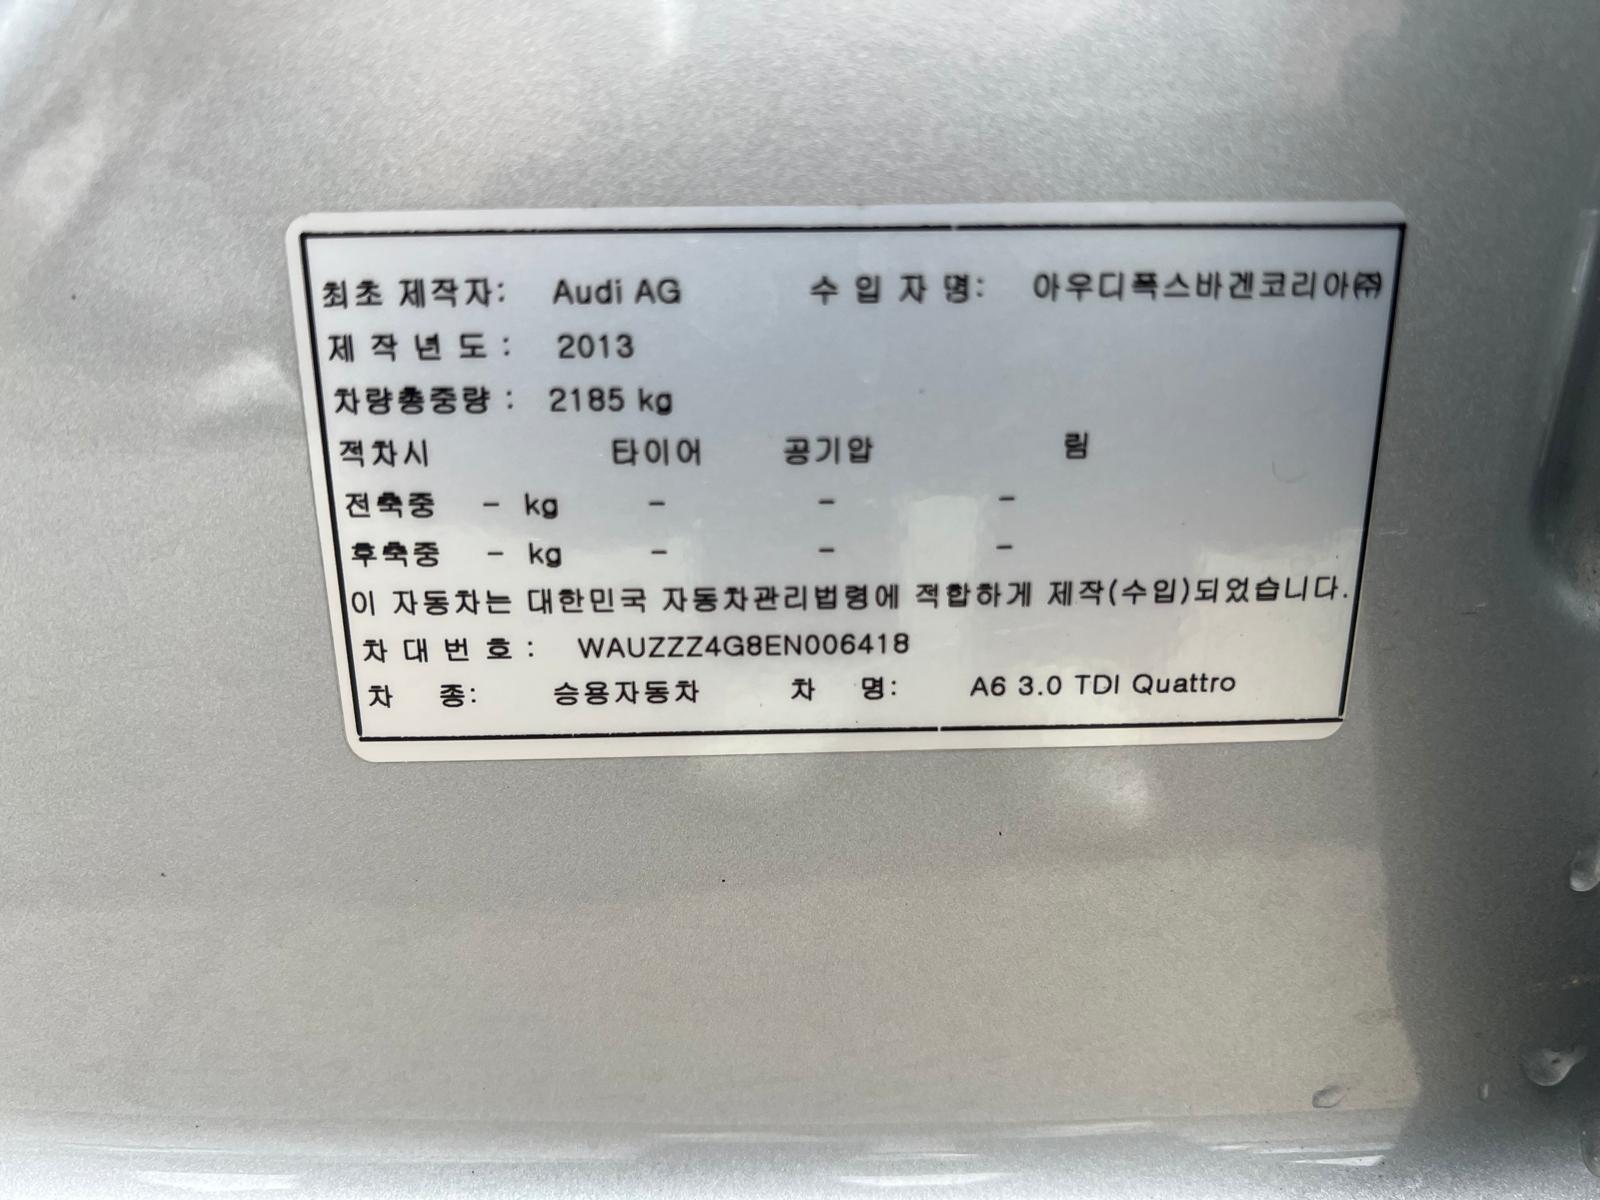 최초 제작자: Audi AG 수 입 자 명: 아우디폭스바겐코리아㈜
제 작 년 도 : 2013
차량총중량 : 2185 kg
적차시 타이어 공기압 림
전축중 - kg - - -
후축중 - kg - - -
이 자동차는 대한민국 자동차관리법령에 적합하게 제작(수입)되었습니다.
차 대 번 호 : WAUZZZ4G8EN006418
차 종: 승용자동차 차 명: A6 3.0 TDI Quattro